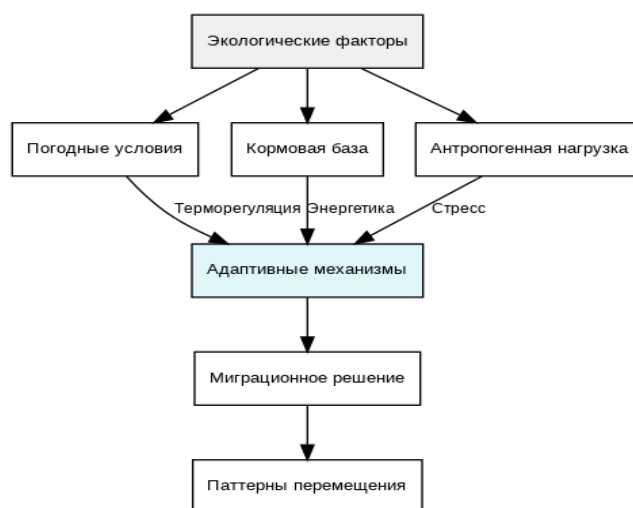 Экологические факторы
Погодные условия
Кормовая база
Антропогенная нагрузка
Терморегуляция
Энергетика
Стресс
Адаптивные механизмы
Миграционное решение
Паттерны перемещения